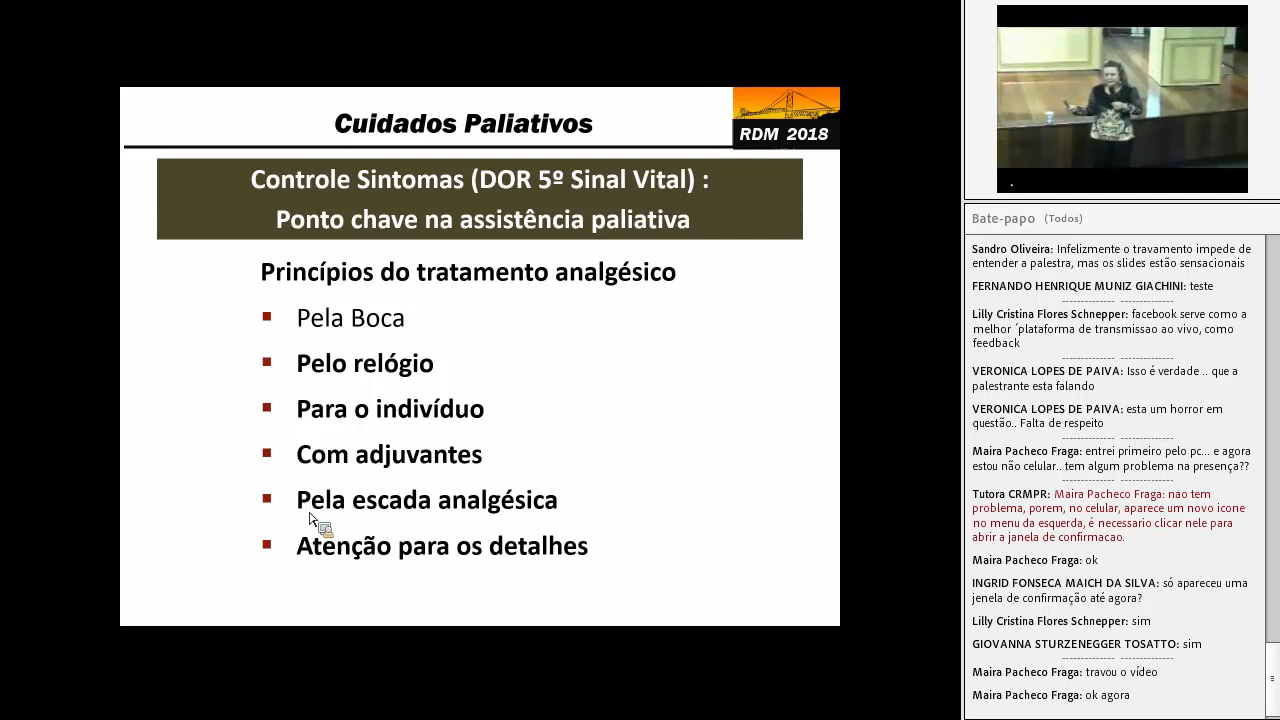 Cuidados Paliativos
RDM 2018
Controle Sintomas (DOR 5º Sinal Vital) :
Ponto chave na assistência paliativa
Princípios do tratamento analgésico
Pela Boca
Pelo relógio
Para o indivíduo
Com adjuvantes
Pela escada analgésica
Atenção para os detalhes
Bate-papo (Todos)
Sandro Oliveira: Infelizmente o travamento impede de
entender a palestra, mas os slides estão sensacionais
FERNANDO HENRIQUE MUNIZ GIACHINI: teste
Lilly Cristina Flores Schnepper: facebook serve como a
melhor ´plataforma de transmissao ao vivo, como
feedback
VERONICA LOPES DE PAIVA: Isso é verdade .. que a
palestrante esta falando
VERONICA LOPES DE PAIVA: esta um horror em
questão.. Falta de respeito
Maira Pacheco Fraga: entrei primeiro pelo pc... e agora
estou não celular.. tem algum problema na presença??
Tutora CRMPR: Maira Pacheco Fraga: nao tem
problema, porem, no celular, aparece um novo icone
no menu da esquerda, é necessario clicar nele para
abrir a janela de confirmacao.
Maira Pacheco Fraga: ok
INGRID FONSECA MAICH DA SILVA: só apareceu uma
jenela de confirmação até agora?
Lilly Cristina Flores Schnepper: sim
GIOVANNA STURZENEGGER TOSATTO: sim
Maira Pacheco Fraga: travou o vídeo
Maira Pacheco Fraga: ok agora